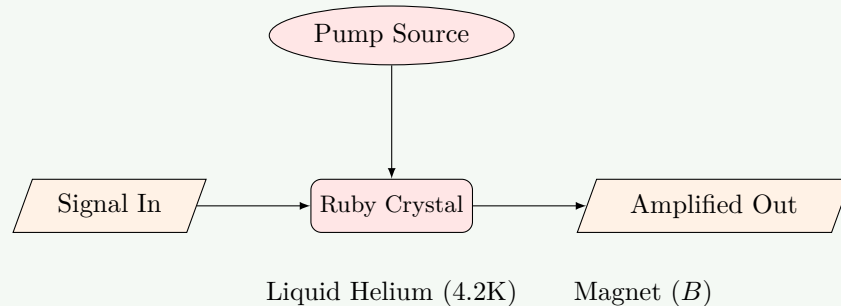 Pump Source
Signal In
Ruby Crystal
Amplified Out
Liquid Helium (4.2K)
Magnet (B)